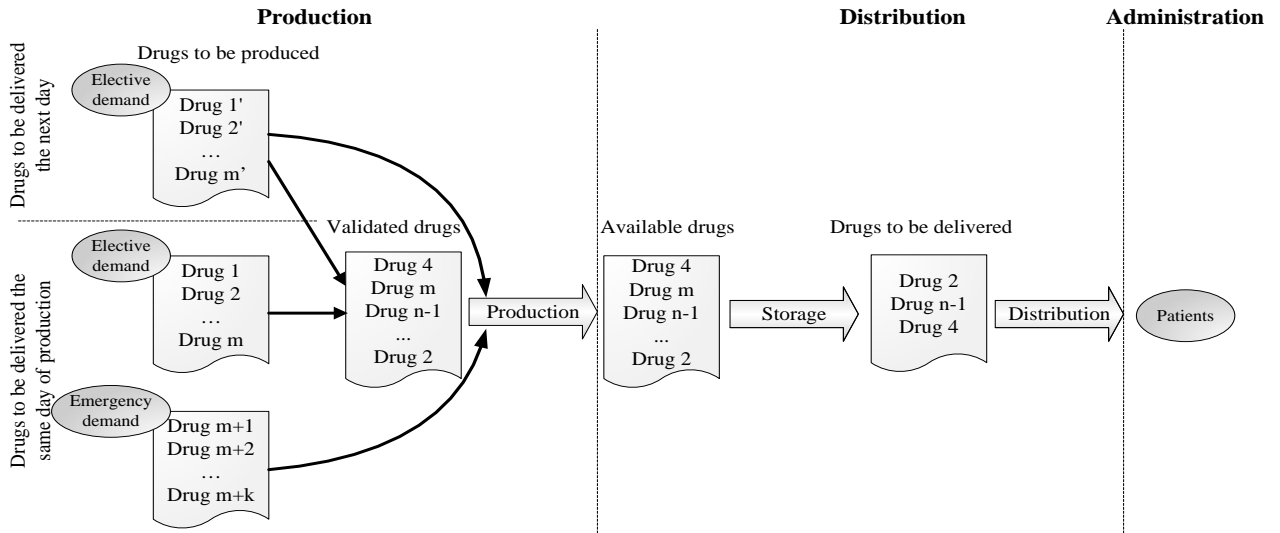 Production
Distribution
Administration
Drugs to be delivered
the next day
Drugs to be produced
Elective
demand
Drug 1'
Drug 2'
…
Drug m’
Drugs to be delivered the
same day of production
Elective
demand
Drug 1
Drug 2
…
Drug m
Emergency
demand
Drug m+1
Drug m+2
…
Drug m+k
Validated drugs
Drug 4
Drug m
Drug n-1
...
Drug 2
Production
Available drugs
Drug 4
Drug m
Drug n-1
...
Drug 2
Storage
Drugs to be delivered
Drug 2
Drug n-1
Drug 4
Distribution
Patients